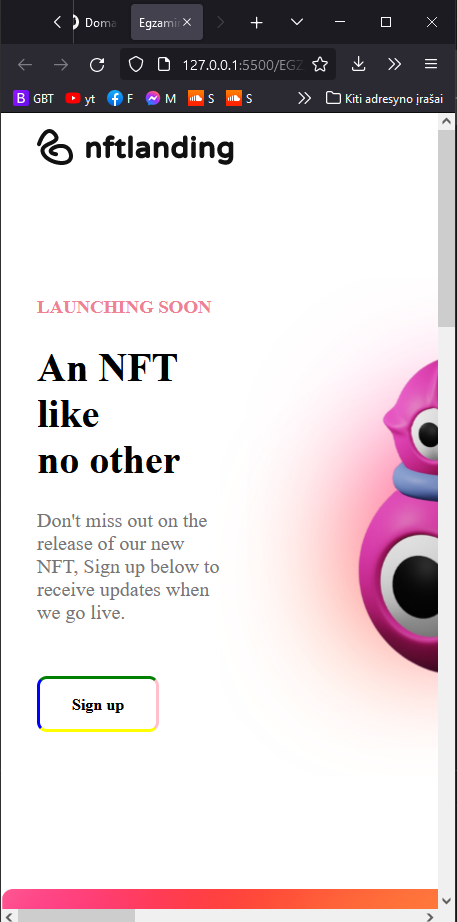 Doma
Egzamin
127.0.0.1:5500/EGZ
GBT
yt
F
M
S
S
Kiti adresyno įrašai
nftlanding
LAUNCHING SOON
An NFT
like
no other
Don't miss out on the
release of our new
NFT, Sign up below to
receive updates when
we go live.
Sign up